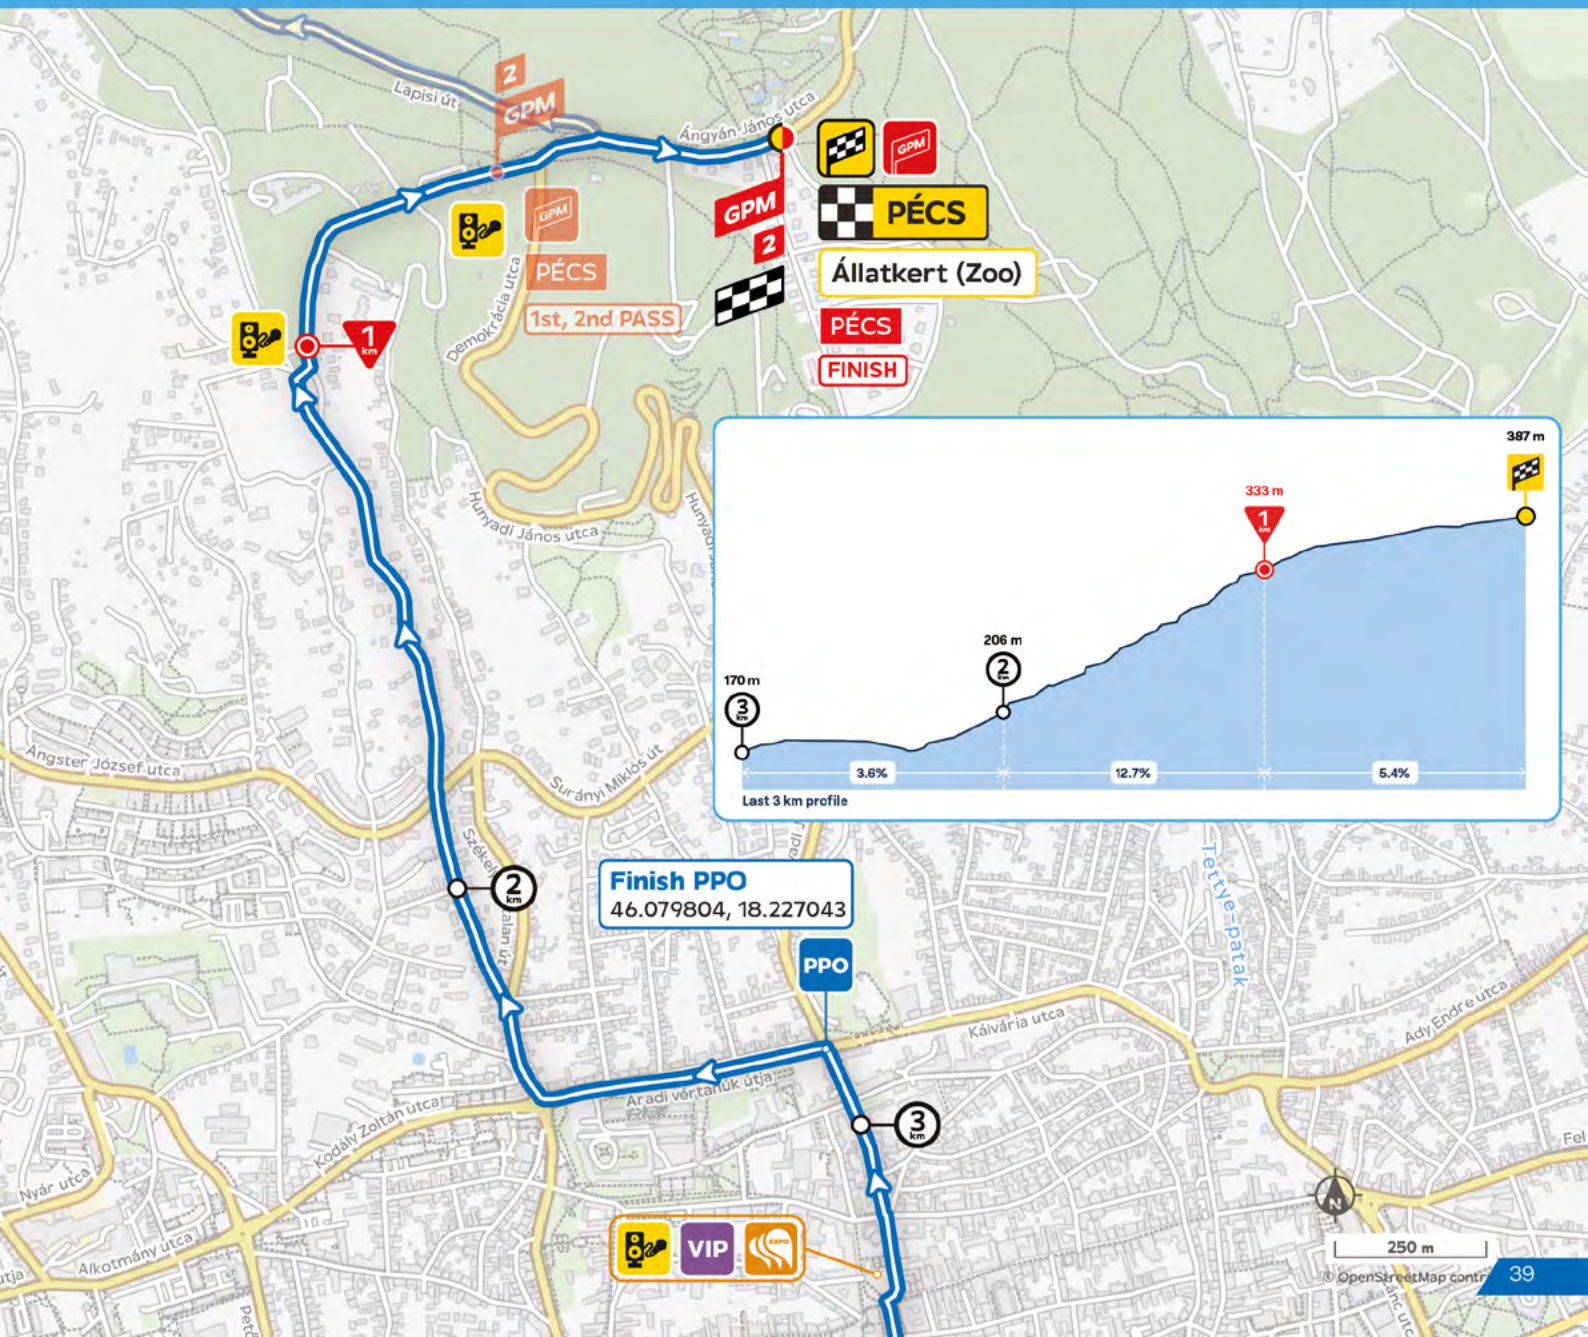 Lapisi út
2
GPM
Ángyán János utca
GPM
PÉCS
1st, 2nd PASS
Demokrácia utca
GPM
GPM
2
PÉCS
Állatkert (Zoo)
PÉCS
FINISH
1
km
Hunyadi János utca
387 m
333 m
1
km
206 m
2
km
170 m
3
km
3.6%
12.7%
5.4%
Last 3 km profile
Angster József utca
Surányi Miklós út
2
km
Finish PPO
46.079804, 18.227043
PPO
Tettye-patak
Kálvária utca
Ady Endre utca
Aradi vértanúk útja
Kodály Zoltán utca
3
km
Nyár utca
Alkotmány utca
VIP
EXPO
N
250 m
© OpenStreetMap contr
39